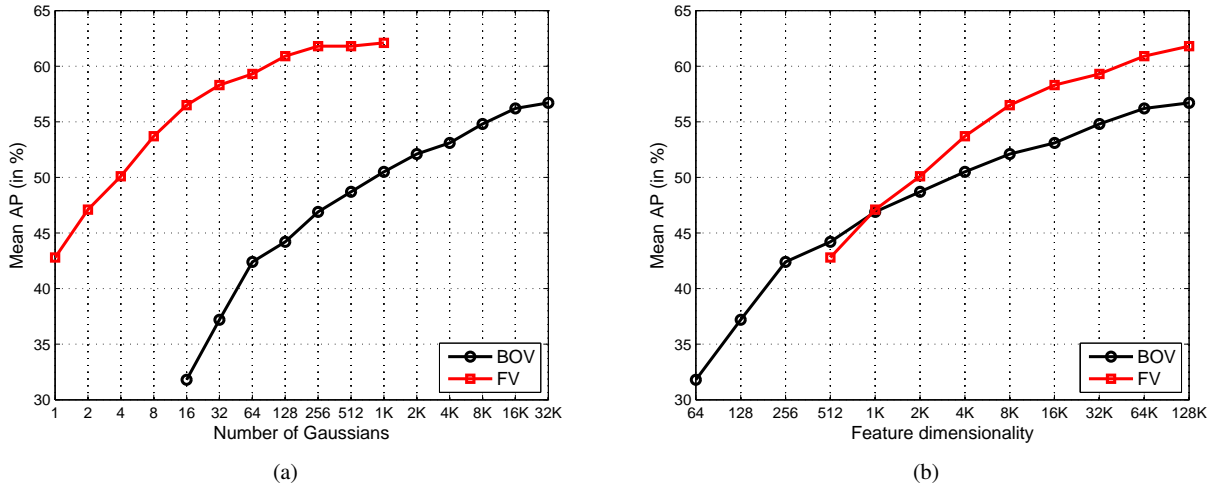 65
60
55
50
45
40
35
30
Mean AP (in %)
1 2 4 8 16 32 64 128 256 512 1K 2K 4K 8K 16K 32K
Number of Gaussians
BOV
FV
(a)
65
60
55
50
45
40
35
30
Mean AP (in %)
64 128 256 512 1K 2K 4K 8K 16K 32K 64K 128K
Feature dimensionality
BOV
FV
(b)